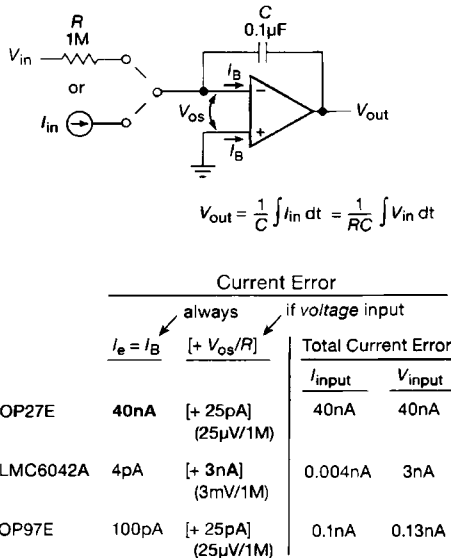 C
0.1µF
R
1M
V_in
or
I_in
I_B
−
V_os
+
I_B
V_out
V_out = 1/C ∫I_in dt = 1/RC ∫V_in dt
Current Error
always
if voltage input
I_e = I_B [+ V_os/R] Total Current Error
I_input V_input
OP27E 40nA [+ 25pA] 40nA 40nA
(25µV/1M)
LMC6042A 4pA [+ 3nA] 0.004nA 3nA
(3mV/1M)
OP97E 100pA [+ 25pA] 0.1nA 0.13nA
(25µV/1M)